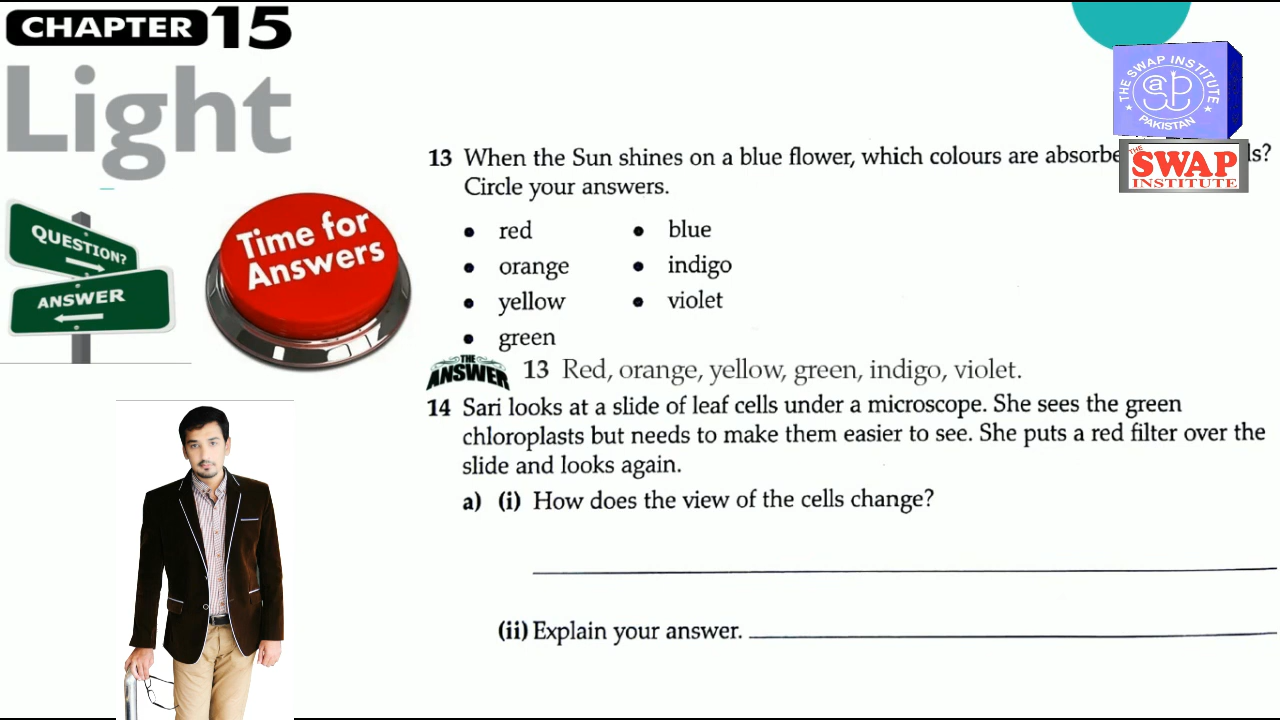 CHAPTER 15
Light
QUESTION?
ANSWER
Time for
Answers
THE SWAP INSTITUTE
PAKISTAN
THE
SWAP
INSTITUTE
13 When the Sun shines on a blue flower, which colours are
Circle your answers.
• red
• orange
• yellow
• green
• blue
• indigo
• violet
THE
ANSWER
13 Red, orange, yellow, green, indigo, violet.
14 Sari looks at a slide of leaf cells under a microscope. She sees the green
chloroplasts but needs to make them easier to see. She puts a red filter over the
slide and looks again.
a) (i) How does the view of the cells change?
(ii) Explain your answer.